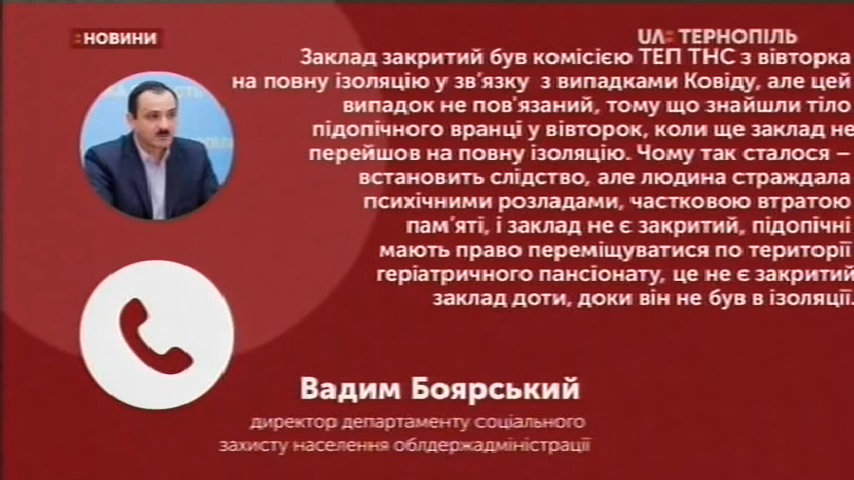 :НОВИНИ
UA: ТЕРНОПІЛЬ
Заклад закритий був комісією ТЕП ТНС з вівторка
на повну ізоляцію у зв'язку з випадками Ковіду, але цей
випадок не пов'язаний, тому що знайшли тіло
підопічного вранці у вівторок, коли ще заклад не
перейшов на повну ізоляцію. Чому так сталося –
встановить слідство, але людина страждала
психічними розладами, частковою втратою
пам'яті, і заклад не є закритий, підопічні
мають право переміщуватися по території
геріатричного пансіонату, це не є закритий
заклад доти, доки він не був в ізоляції.
Вадим Боярський
директор департаменту соціального
захисту населення облдержадміністрації